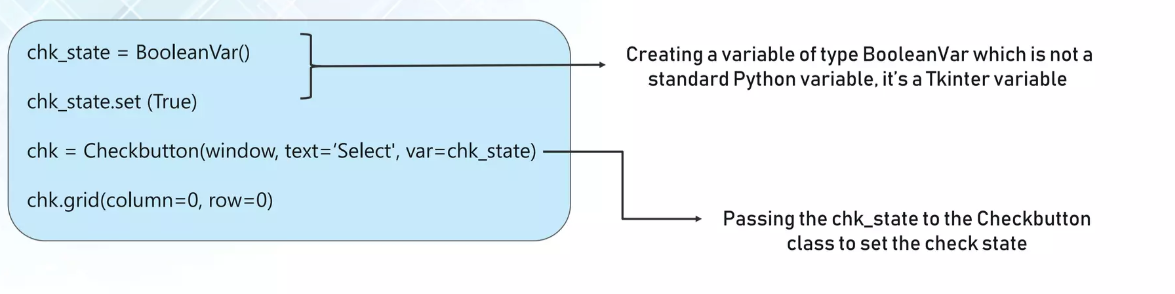 chk_state = BooleanVar()
chk_state.set (True)
chk = Checkbutton(window, text=‘Select', var=chk_state)
chk.grid(column=0, row=0)
Creating a variable of type BooleanVar which is not a
standard Python variable, it’s a Tkinter variable
Passing the chk_state to the Checkbutton
class to set the check state